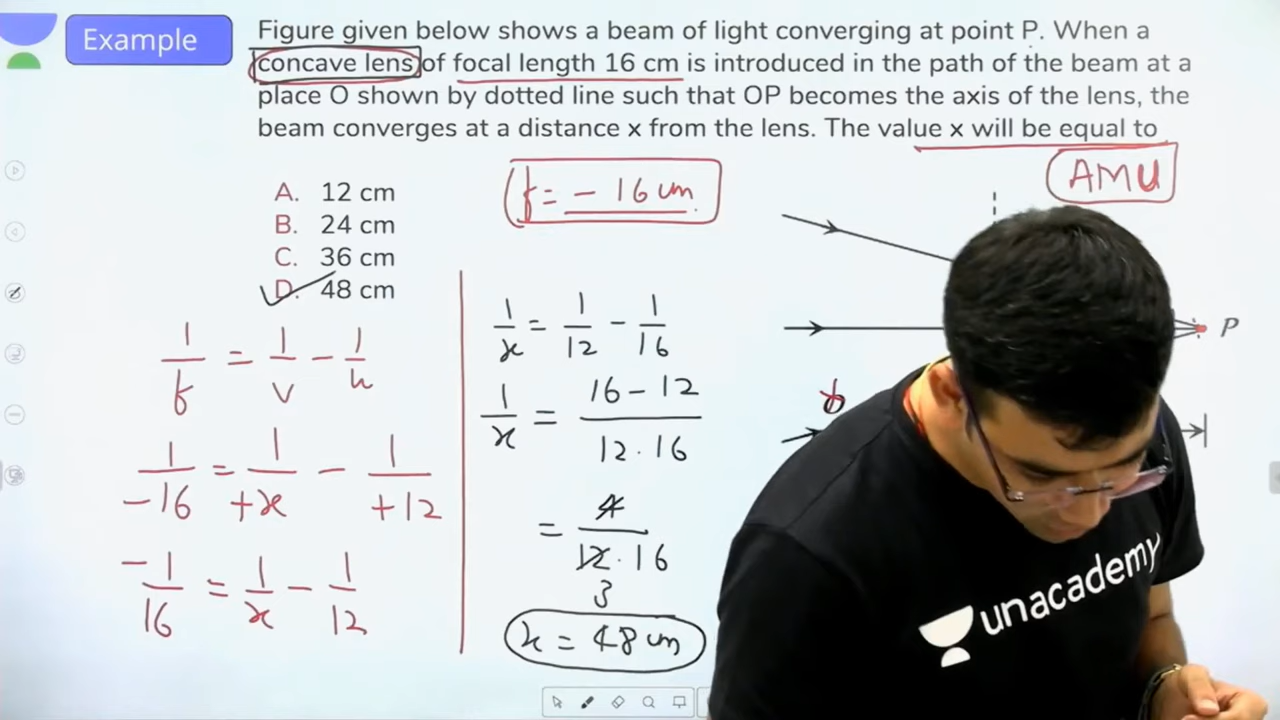 Example
Figure given below shows a beam of light converging at point P. When a
concave lens of focal length 16 cm is introduced in the path of the beam at a
place O shown by dotted line such that OP becomes the axis of the lens, the
beam converges at a distance x from the lens. The value x will be equal to
AMU
A. 12 cm
B. 24 cm
C. 36 cm
D. 48 cm
f = - 16 cm
1/f = 1/v - 1/u
1/-16 = 1/+x - 1/+12
-1/16 = 1/x - 1/12
1/x = 1/12 - 1/16
1/x = 16 - 12/12 . 16
= 4/12 . 16
3
x = 48 cm
P
unacademy